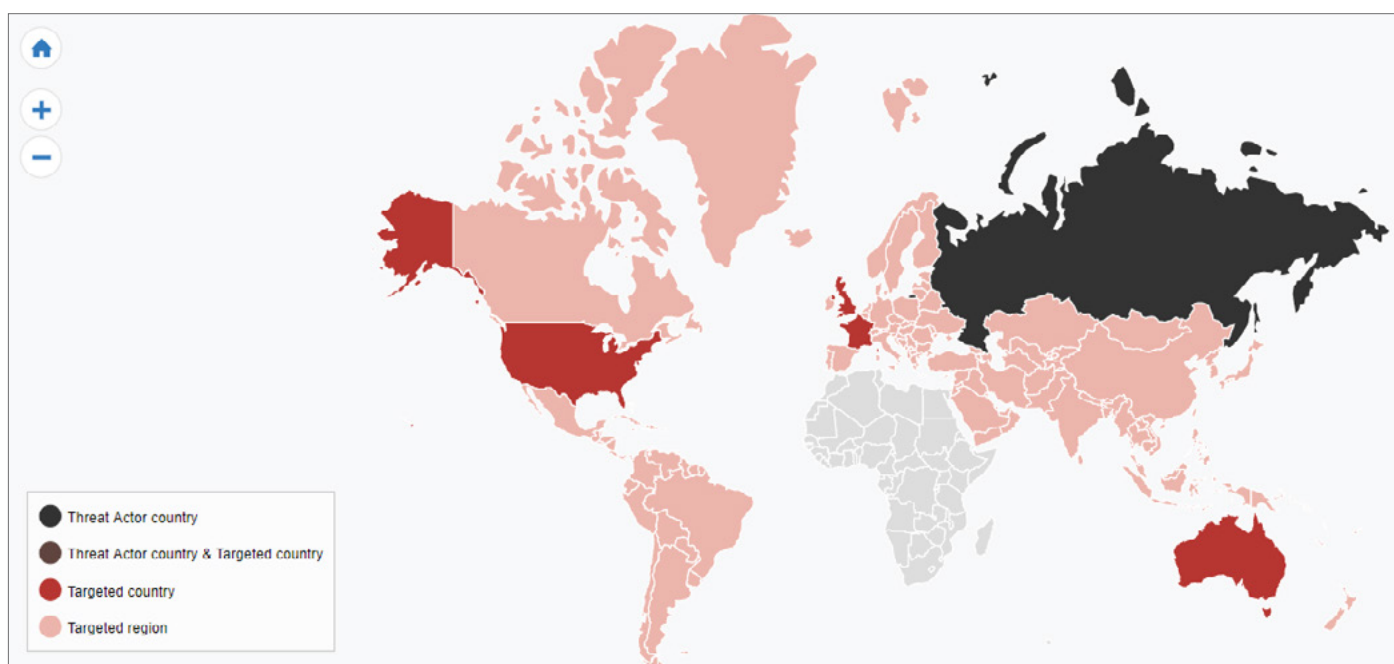 Threat Actor country
Threat Actor country & Targeted country
Targeted country
Targeted region